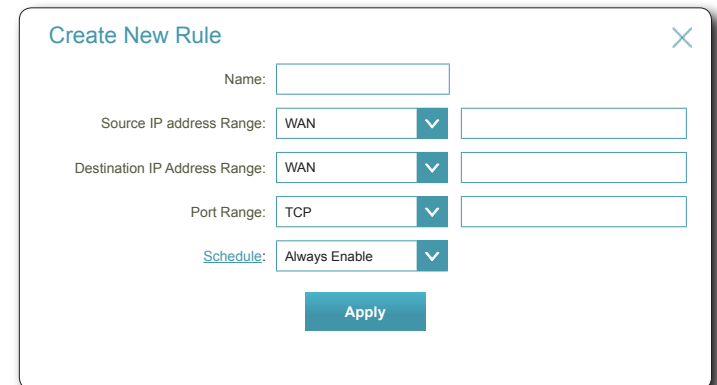 Create New Rule
Name:
Source IP address Range: WAN
Destination IP Address Range: WAN
Port Range: TCP
Schedule: Always Enable
Apply